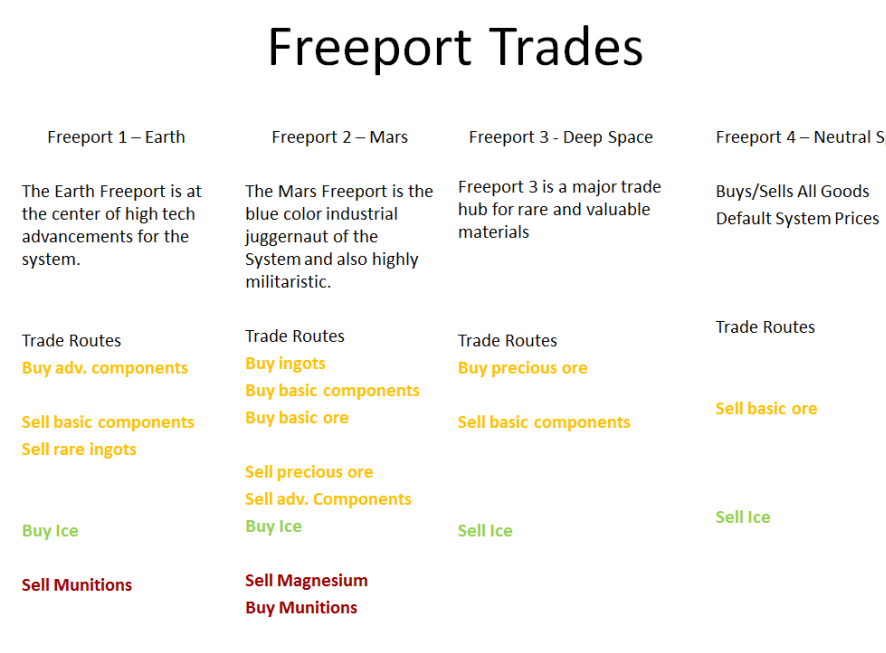 Freeport Trades
Freeport 1 – Earth
The Earth Freeport is at
the center of high tech
advancements for the
system.
Trade Routes
Buy adv. components
Sell basic components
Sell rare ingots
Buy Ice
Sell Munitions
Freeport 2 – Mars
The Mars Freeport is the
blue color industrial
juggernaut of the
System and also highly
militaristic.
Trade Routes
Buy ingots
Buy basic components
Buy basic ore
Sell precious ore
Sell adv. Components
Buy Ice
Sell Magnesium
Buy Munitions
Freeport 3 - Deep Space
Freeport 3 is a major trade
hub for rare and valuable
materials
Trade Routes
Buy precious ore
Sell basic components
Sell Ice
Freeport 4 – Neutral
Buys/Sells All Goods
Default System Prices
Trade Routes
Sell basic ore
Sell Ice